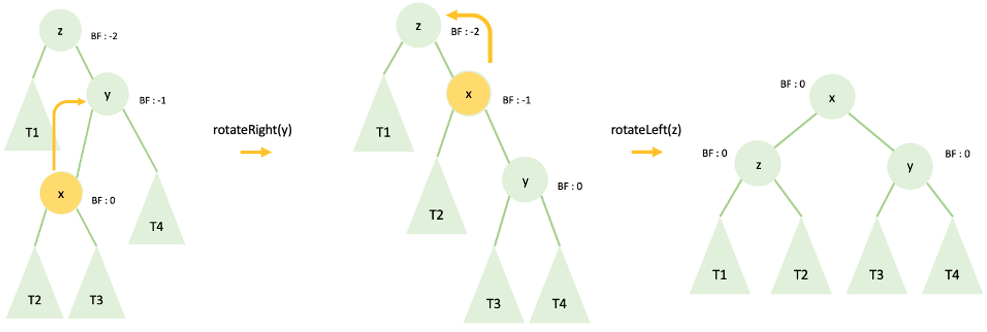 z
BF : -2
y
BF : -1
T1
x
BF : 0
T4
T2
T3
rotateRight(y)
z
BF : -2
x
BF : -1
T1
y
BF : 0
T2
T3
T4
rotateLeft(z)
BF : 0
x
BF : 0
z
y
BF : 0
T1
T2
T3
T4